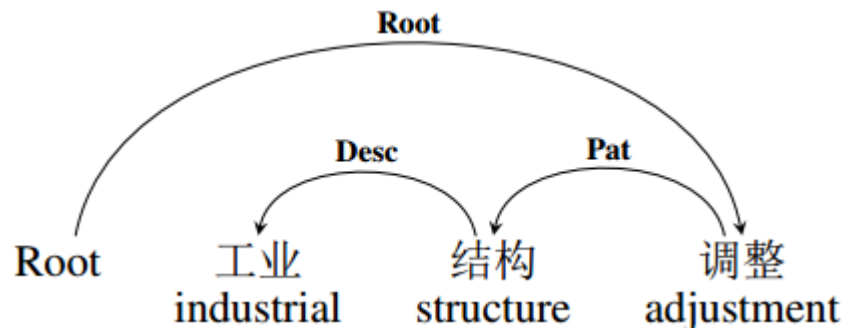 Root
Desc Pat
Root 工业 结构 调整
industrial structure adjustment